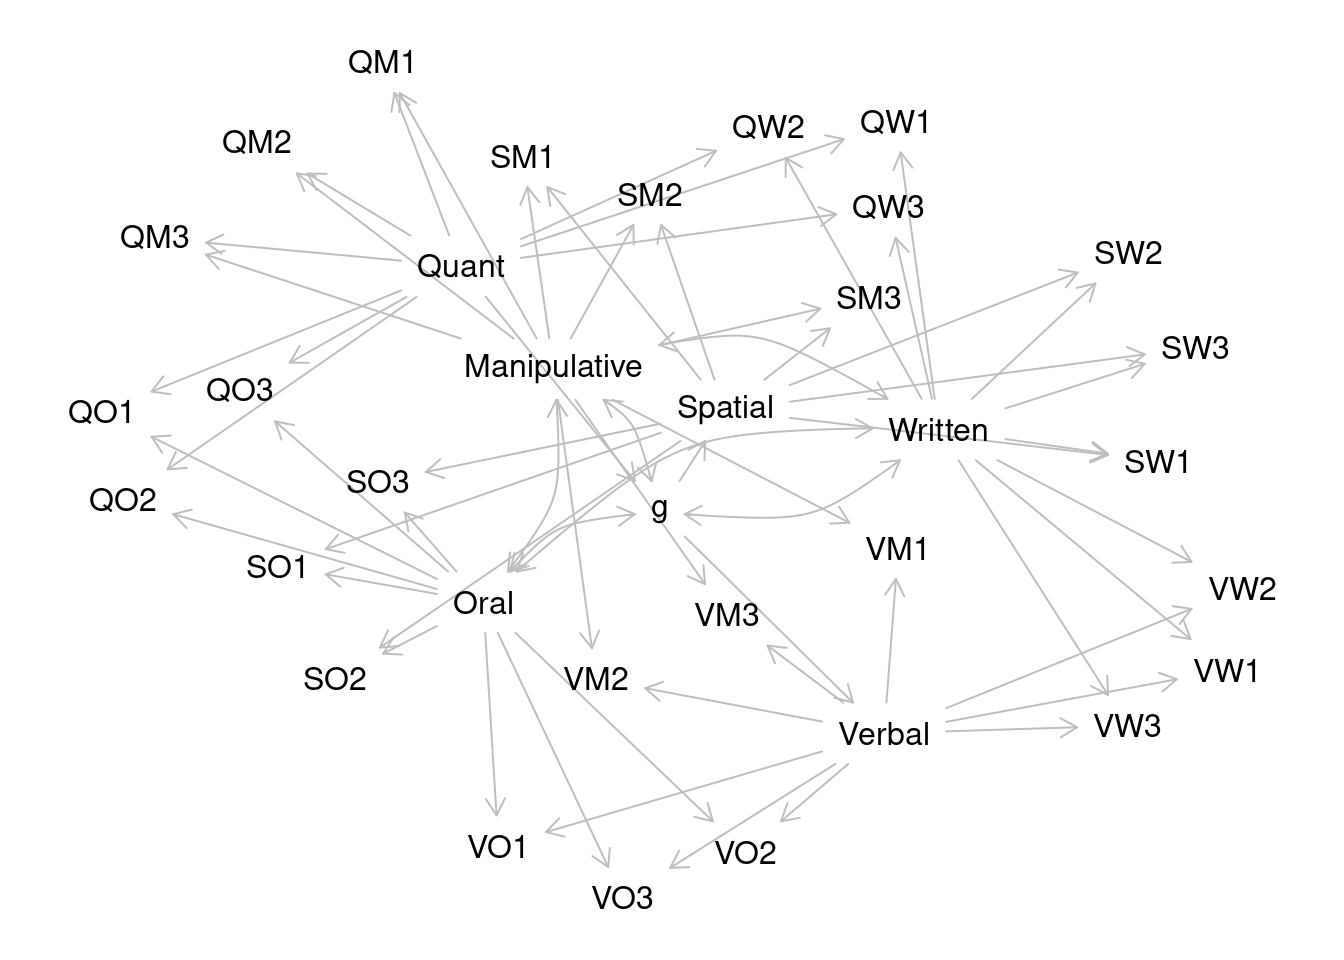 QM1
QW1
QW2
QM2
SM1
SM2
QW3
QM3
SW2
Quant
SM3
SW3
Manipulative
QO3
Spatial
QO1
Written
SW1
SO3
QO2
g
VM1
SO1
VW2
Oral
VM3
VW1
SO2
VM2
VW3
Verbal
VO1
VO2
VO3